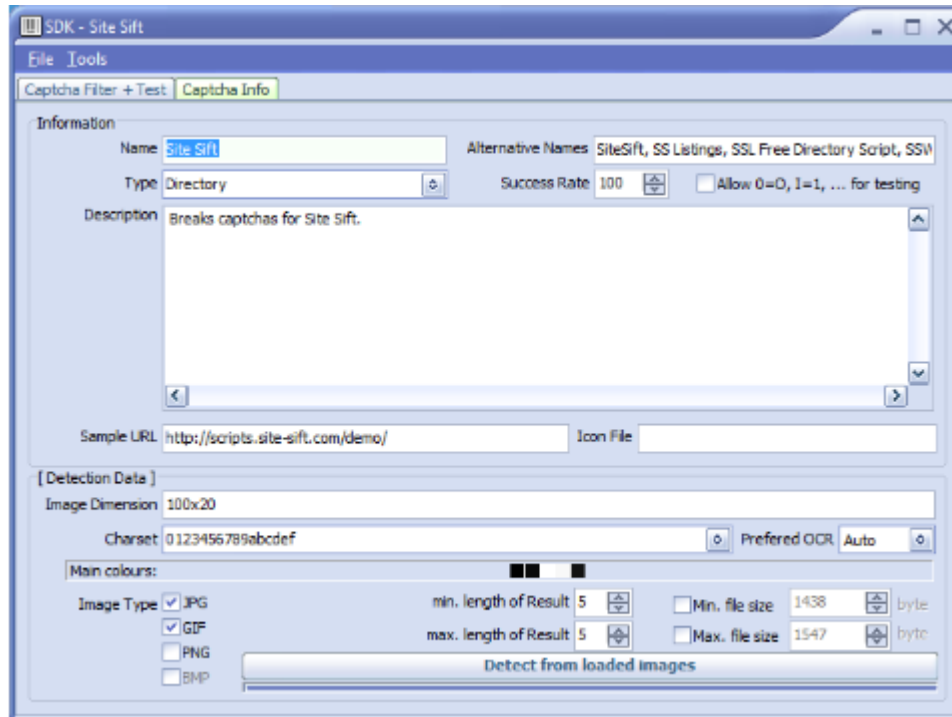 SDK - Site Sift
File Tools
Captcha Filter + Test Captcha Info
Information
Name Site Sift Alternative Names SiteSift, SS Listings, SSL Free Directory Script, SSW
Type Directory Success Rate 100 Allow 0=O, I=1, ... for testing
Description Breaks captchas for Site Sift.
Sample URL http://scripts.site-sift.com/demo/ Icon File
[ Detection Data ]
Image Dimension 100x20
Charset 0123456789abcdef Prefered OCR Auto
Main colours:
Image Type JPG min. length of Result 5 Min. file size 1438 byte
GIF max. length of Result 5 Max. file size 1547 byte
PNG
BMP Detect from loaded images